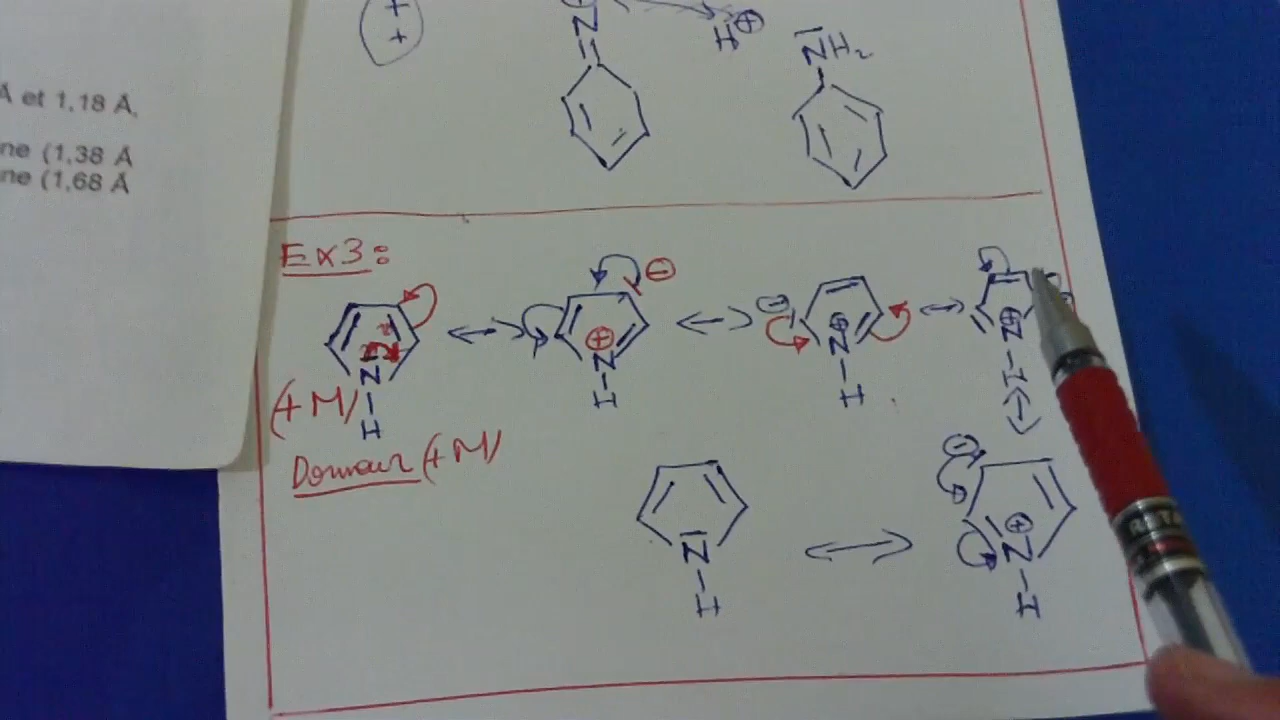 Å et 1,18 Å,
ne (1,38 Å
ne (1,68 Å
+
+
N
H ⊕
NH₂
Ex3:
⊖
⊕
N
H
N
H
⊖
⊕
N
H
⊕
N
H
(+M)
Donneur (+M)
N
H
⊖
⊕
N
H